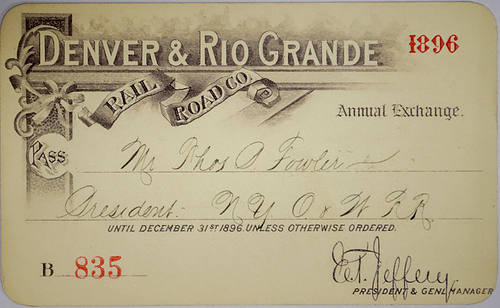 DENVER & RIO GRANDE
1896
RAIL ROAD CO.
Annual Exchange.
PASS
Mr Thos P Fowler
President. N Y O & W RR.
UNTIL DECEMBER 31ST 1896 UNLESS OTHERWISE ORDERED.
B 835
E.T. Jeffery
PRESIDENT & GENL MANAGER